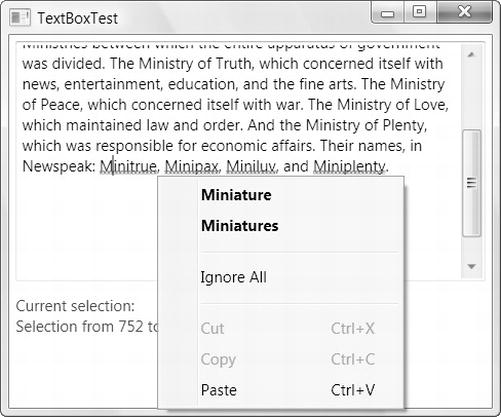 TextBoxTest
Ministries between which the entire apparatus of government
was divided. The Ministry of Truth, which concerned itself with
news, entertainment, education, and the fine arts. The Ministry
of Peace, which concerned itself with war. The Ministry of Love,
which maintained law and order. And the Ministry of Plenty,
which was responsible for economic affairs. Their names, in
Newspeak: Minitrue, Minipax, Miniluv, and Miniplenty.
Miniature
Miniatures
Ignore All
Cut Ctrl+X
Copy Ctrl+C
Paste Ctrl+V
Current selection:
Selection from 752 to